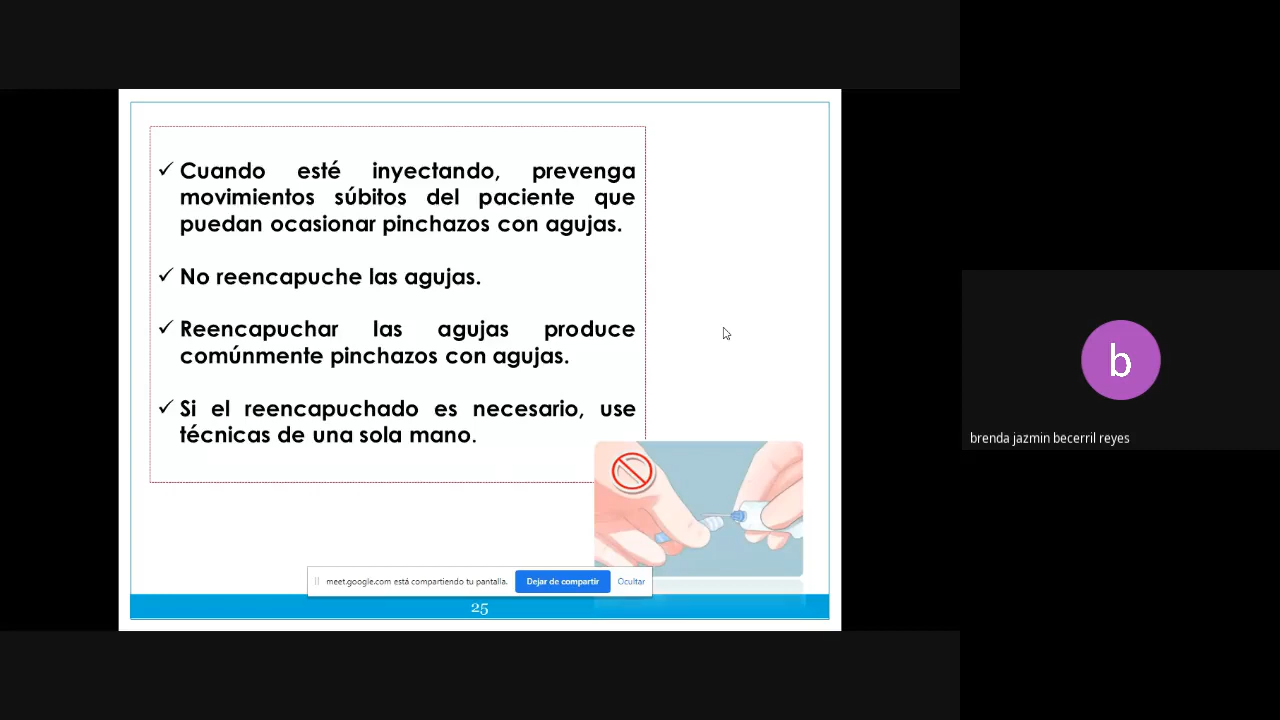 ✓ Cuando esté inyectando, prevenga
movimientos súbitos del paciente que
puedan ocasionar pinchazos con agujas.
✓ No reencapuche las agujas.
✓ Reencapuchar las agujas produce
comúnmente pinchazos con agujas.
✓ Si el reencapuchado es necesario, use
técnicas de una sola mano.
meet.google.com está compartiendo tu pantalla. Dejar de compartir Ocultar
25
b
brenda jazmin becerril reyes